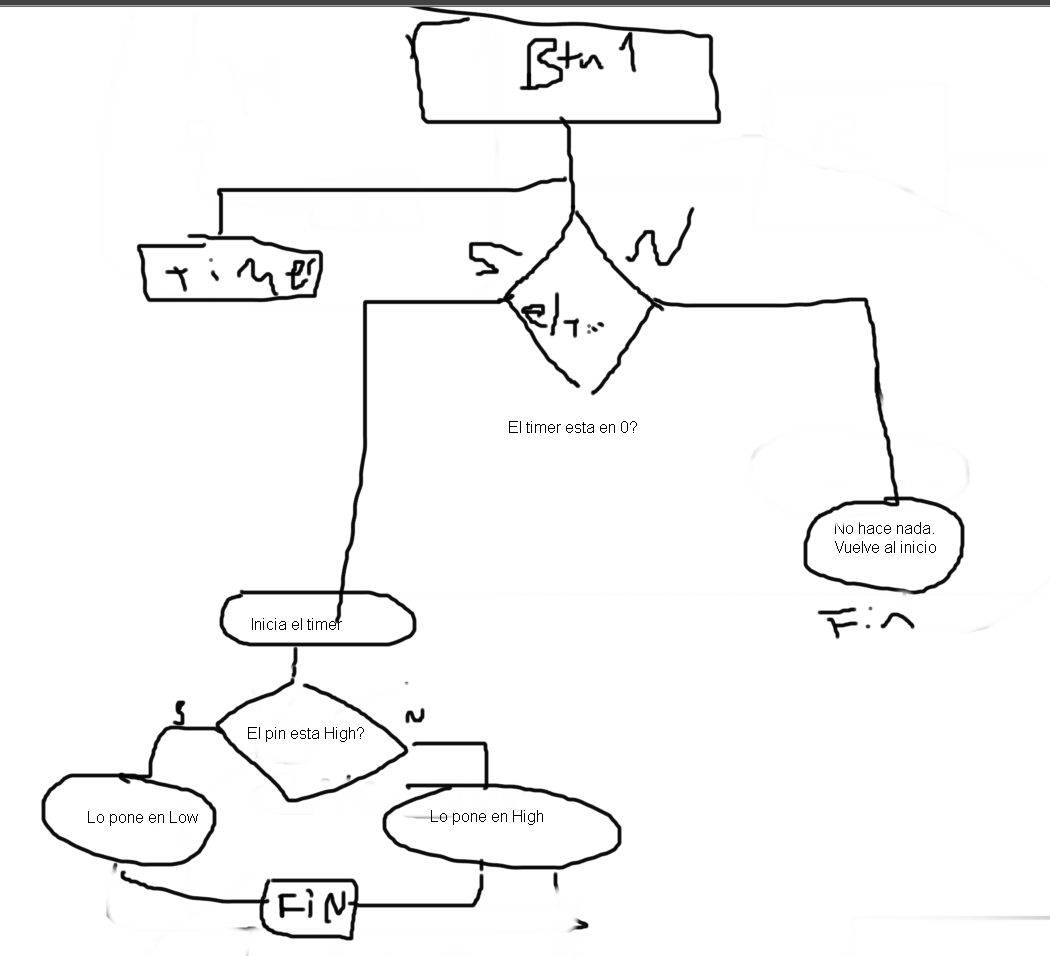 Btn 1
Timer
S
N
El timer esta en 0?
No hace nada.
Vuelve al inicio
Fin
Inicia el timer
S
N
El pin esta High?
Lo pone en Low
Lo pone en High
FiN